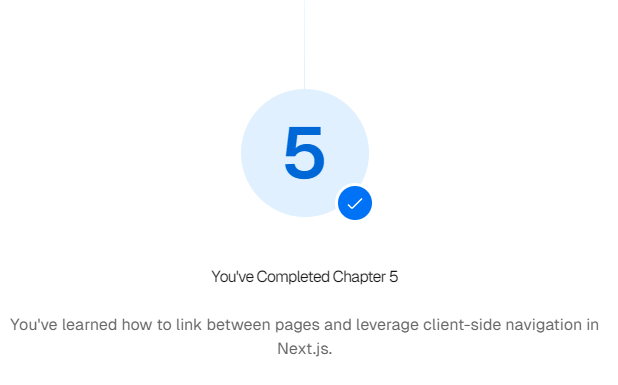 5
You've Completed Chapter 5
You've learned how to link between pages and leverage client-side navigation in
Next.js.